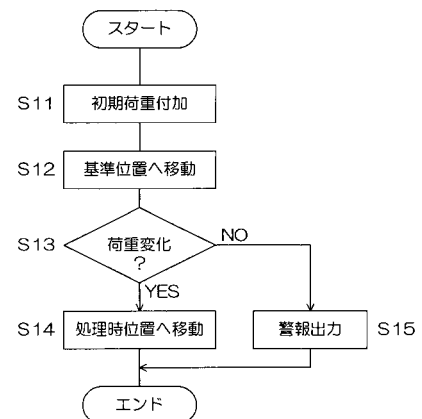 スタート
S11 初期荷重付加
S12 基準位置へ移動
S13 荷重変化
?
NO
YES
S14 処理時位置へ移動
警報出力 S15
エンド